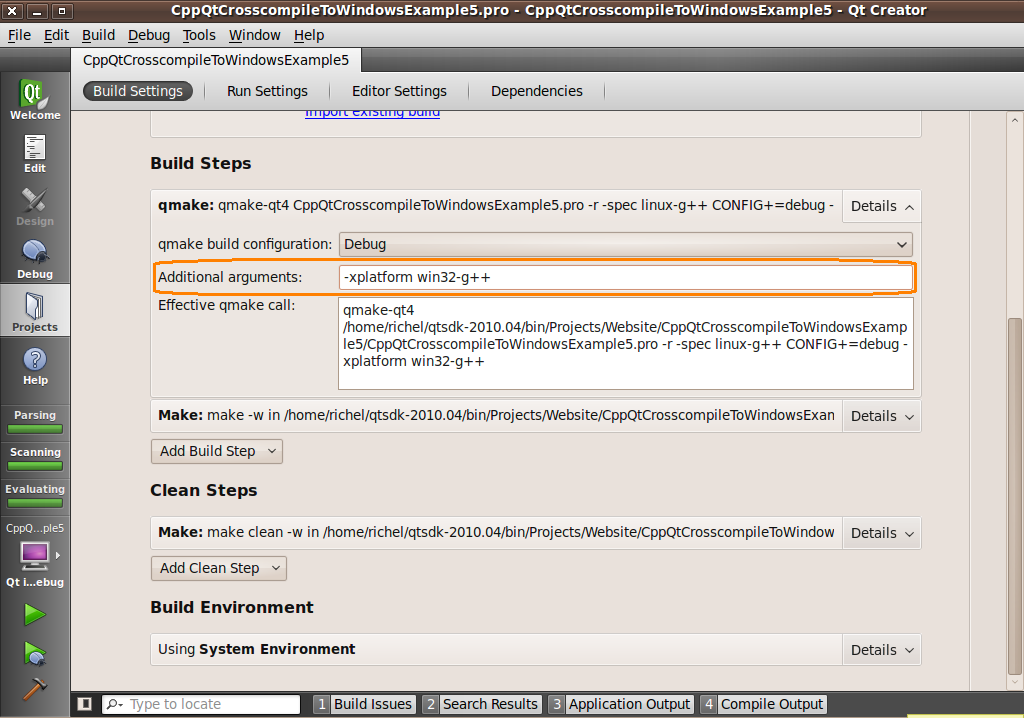 CppQtCrosscompileToWindowsExample5.pro - CppQtCrosscompileToWindowsExample5 - Qt Creator
File Edit Build Debug Tools Window Help
CppQtCrosscompileToWindowsExample5
Build Settings Run Settings Editor Settings Dependencies
Qt
Welcome
Edit
Design
Debug
Projects
Help
Parsing
Scanning
Evaluating
CppQ...ple5
Qt i...ebug
Import existing build
Build Steps
qmake: qmake-qt4 CppQtCrosscompileToWindowsExample5.pro -r -spec linux-g++ CONFIG+=debug -
Details
qmake build configuration: Debug
Additional arguments: -xplatform win32-g++
Effective qmake call:
qmake-qt4
/home/richel/qtsdk-2010.04/bin/Projects/Website/CppQtCrosscompileToWindowsExamp
le5/CppQtCrosscompileToWindowsExample5.pro -r -spec linux-g++ CONFIG+=debug -
xplatform win32-g++
Make: make -w in /home/richel/qtsdk-2010.04/bin/Projects/Website/CppQtCrosscompileToWindowsExan
Details
Add Build Step
Clean Steps
Make: make clean -w in /home/richel/qtsdk-2010.04/bin/Projects/Website/CppQtCrosscompileToWindow
Details
Add Clean Step
Build Environment
Using System Environment
Details
Type to locate
1 Build Issues 2 Search Results 3 Application Output 4 Compile Output